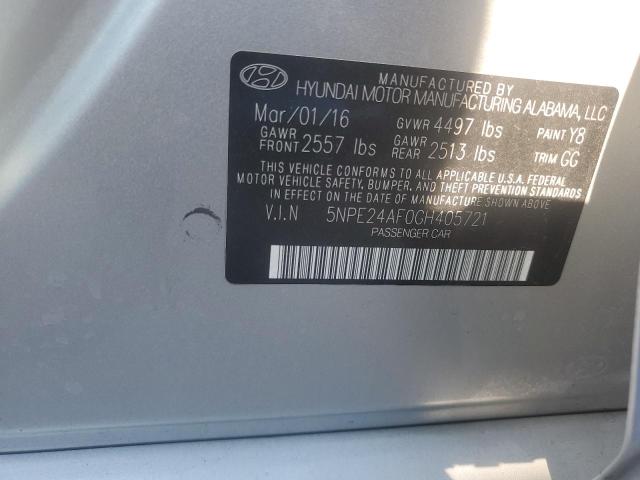 MANUFACTURED BY
HYUNDAI MOTOR MANUFACTURING ALABAMA, LLC
Mar/01/16 GVWR 4497 lbs PAINT Y8
GAWR FRONT 2557 lbs GAWR REAR 2513 lbs TRIM GG
THIS VEHICLE CONFORMS TO ALL APPLICABLE U.S.A. FEDERAL
MOTOR VEHICLE SAFETY, BUMPER, AND THEFT PREVENTION STANDARDS
IN EFFECT ON THE DATE OF MANUFACTURE SHOWN ABOVE.
V.I.N 5NPE24AF0GH405721
PASSENGER CAR